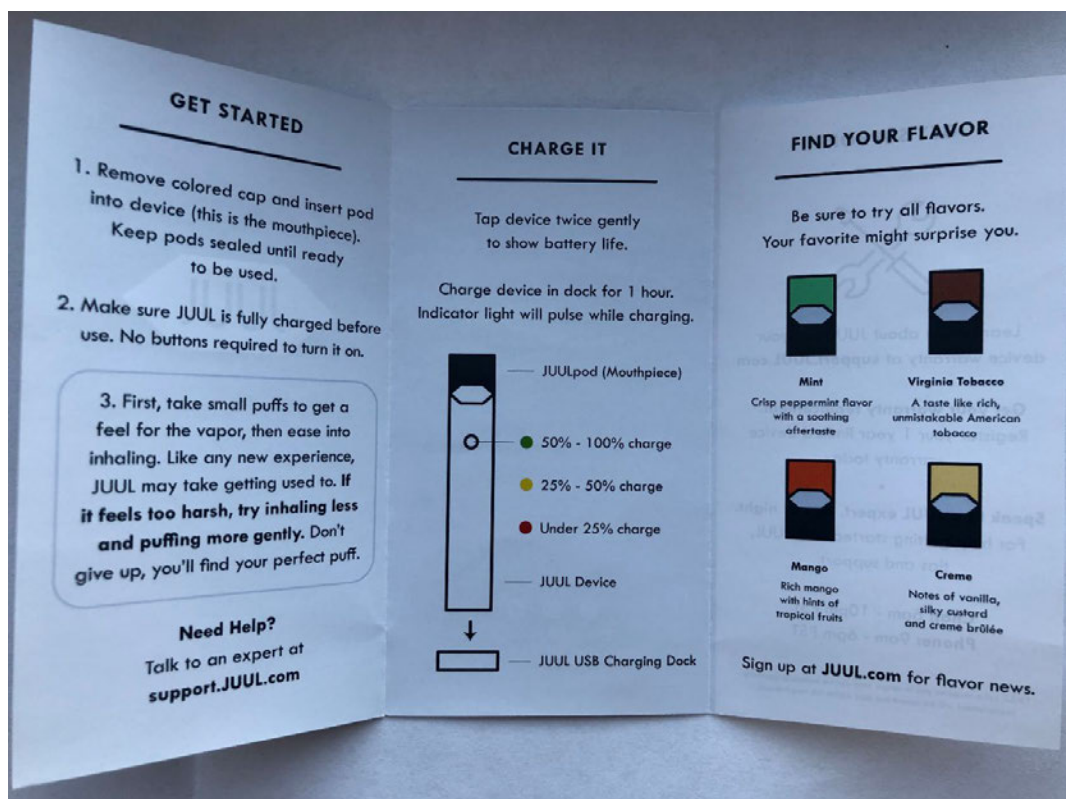 GET STARTED
1. Remove colored cap and insert pod
into device (this is the mouthpiece).
Keep pods sealed until ready
to be used.
2. Make sure JUUL is fully charged before
use. No buttons required to turn it on.
3. First, take small puffs to get a
feel for the vapor, then ease into
inhaling. Like any new experience,
JUUL may take getting used to. If
it feels too harsh, try inhaling less
and puffing more gently. Don't
give up, you'll find your perfect puff.
Need Help?
Talk to an expert at
support.JUUL.com
CHARGE IT
Tap device twice gently
to show battery life.
Charge device in dock for 1 hour.
Indicator light will pulse while charging.
JUULpod (Mouthpiece)
50% - 100% charge
25% - 50% charge
Under 25% charge
JUUL Device
JUUL USB Charging Dock
FIND YOUR FLAVOR
Be sure to try all flavors.
Your favorite might surprise you.
Mint
Crisp peppermint flavor
with a soothing
aftertaste
Virginia Tobacco
A taste like rich,
unmistakable American
tobacco
Mango
Rich mango
with hints of
tropical fruits
Creme
Notes of vanilla,
silky custard
and creme brûlée
Sign up at JUUL.com for flavor news.